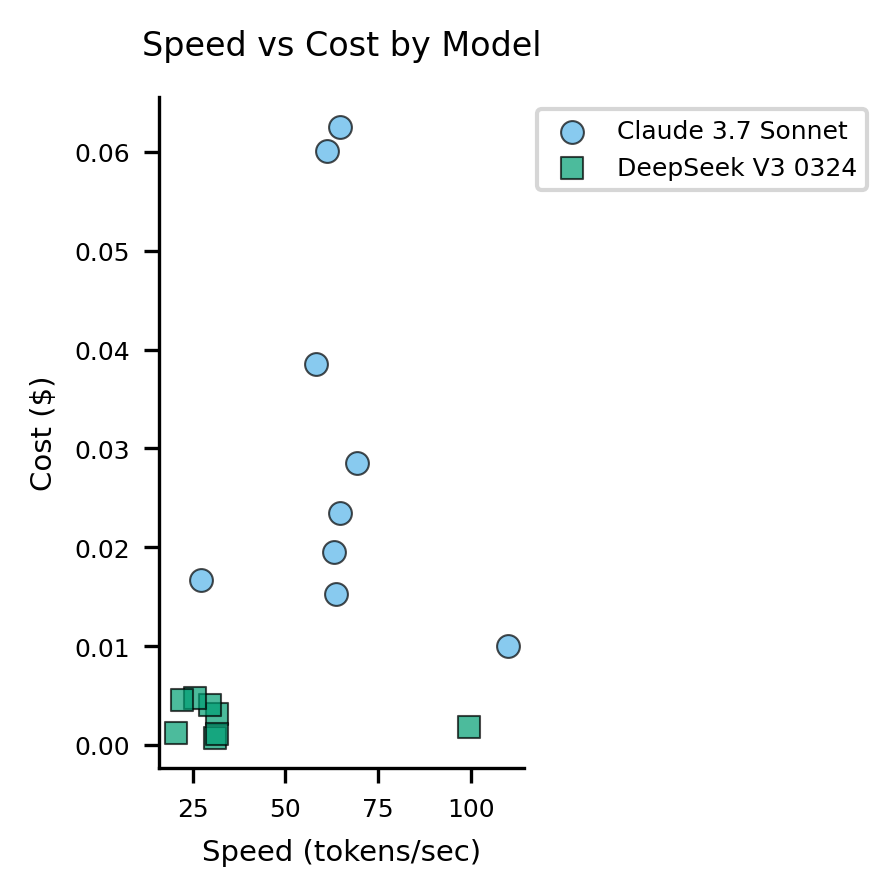 Speed vs Cost by Model
Claude 3.7 Sonnet
DeepSeek V3 0324
Cost ($)
0.06
0.05
0.04
0.03
0.02
0.01
0.00
25 50 75 100
Speed (tokens/sec)